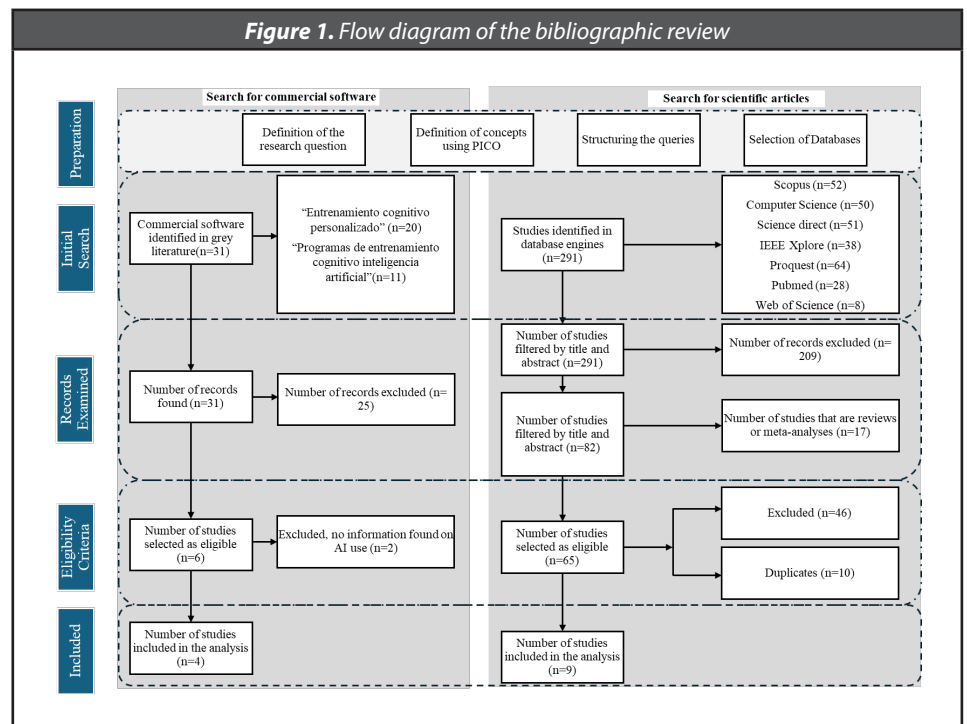 Figure 1. Flow diagram of the bibliographic review
Search for commercial software
Search for scientific articles
Preparation
Definition of the
research question
Definition of concepts
using PICO
Structuring the queries
Selection of Databases
Initial
Search
Commercial software
identified in grey
literature(n=31)
“Entrenamiento cognitivo
personalizado” (n=20)
“Programas de entrenamiento
cognitivo inteligencia
artificial”(n=11)
Studies identified in
database engines
(n=291)
Scopus (n=52)
Computer Science (n=50)
Science direct (n=51)
IEEE Xplore (n=38)
Proquest (n=64)
Pubmed (n=28)
Web of Science (n=8)
Records
Examined
Number of records
found (n=31)
Number of records excluded (n=
25)
Number of studies
filtered by title and
abstract (n=291)
Number of records excluded (n=
209)
Number of studies
filtered by title and
abstract (n=82)
Number of studies that are reviews
or meta-analyses (n=17)
Eligibility
Criteria
Number of studies
selected as eligible
(n=6)
Excluded, no information found on
AI use (n=2)
Number of studies
selected as eligible
(n=65)
Excluded (n=46)
Duplicates (n=10)
Included
Number of studies
included in the analysis
(n=4)
Number of studies
included in the analysis
(n=9)